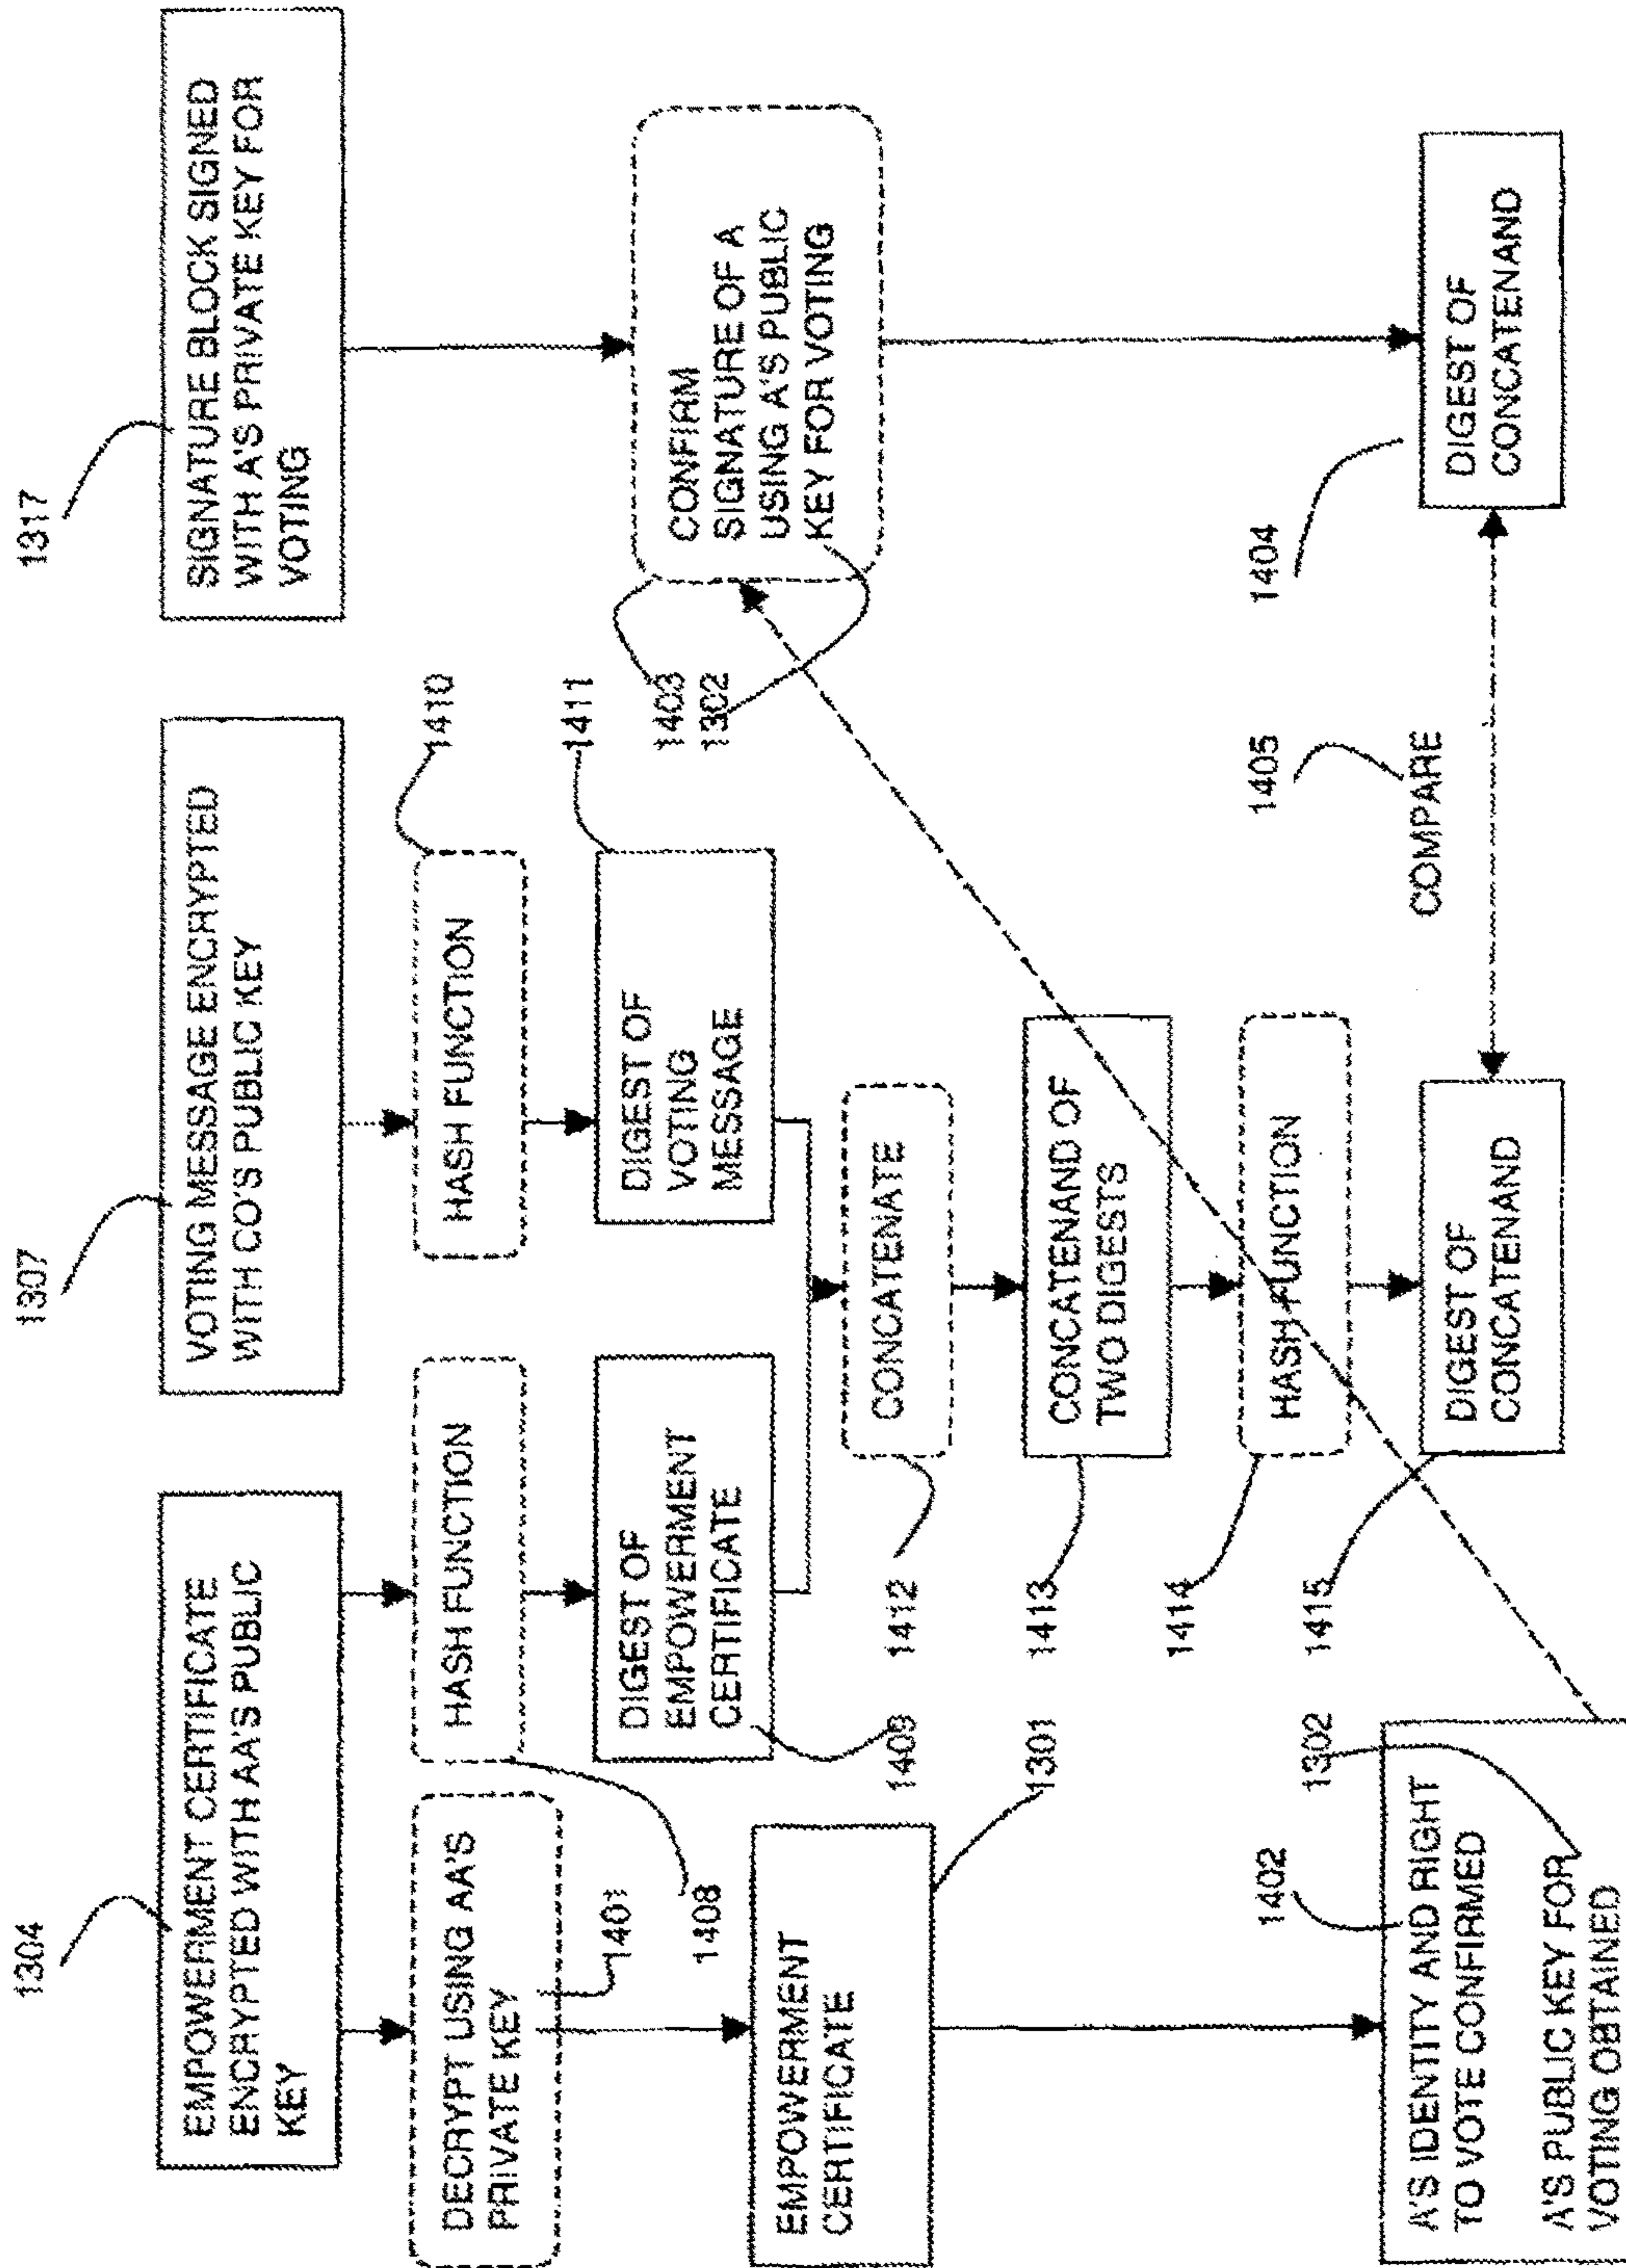 1304
EMPOWERMENT CERTIFICATE
ENCRYPTED WITH AA'S PUBLIC
KEY
1307
VOTING MESSAGE ENCRYPTED
WITH CO'S PUBLIC KEY
1317
SIGNATURE BLOCK SIGNED
WITH A'S PRIVATE KEY FOR
VOTING
DECRYPT USING AA'S
PRIVATE KEY
1401
HASH FUNCTION
1408
HASH FUNCTION
1410
DIGEST OF
EMPOWERMENT
CERTIFICATE
1409
DIGEST OF
VOTING
MESSAGE
1411
CONFIRM
SIGNATURE OF A
USING A'S PUBLIC
KEY FOR VOTING
1403
1302
EMPOWERMENT
CERTIFICATE
1301
CONCATENATE
1412
CONCATENAND OF
TWO DIGESTS
1413
HASH FUNCTION
1414
A'S IDENTITY AND RIGHT
TO VOTE CONFIRMED
1402
A'S PUBLIC KEY FOR
VOTING OBTAINED
1302
DIGEST OF
CONCATENAND
1415
COMPARE
1405
DIGEST OF
CONCATENAND
1404